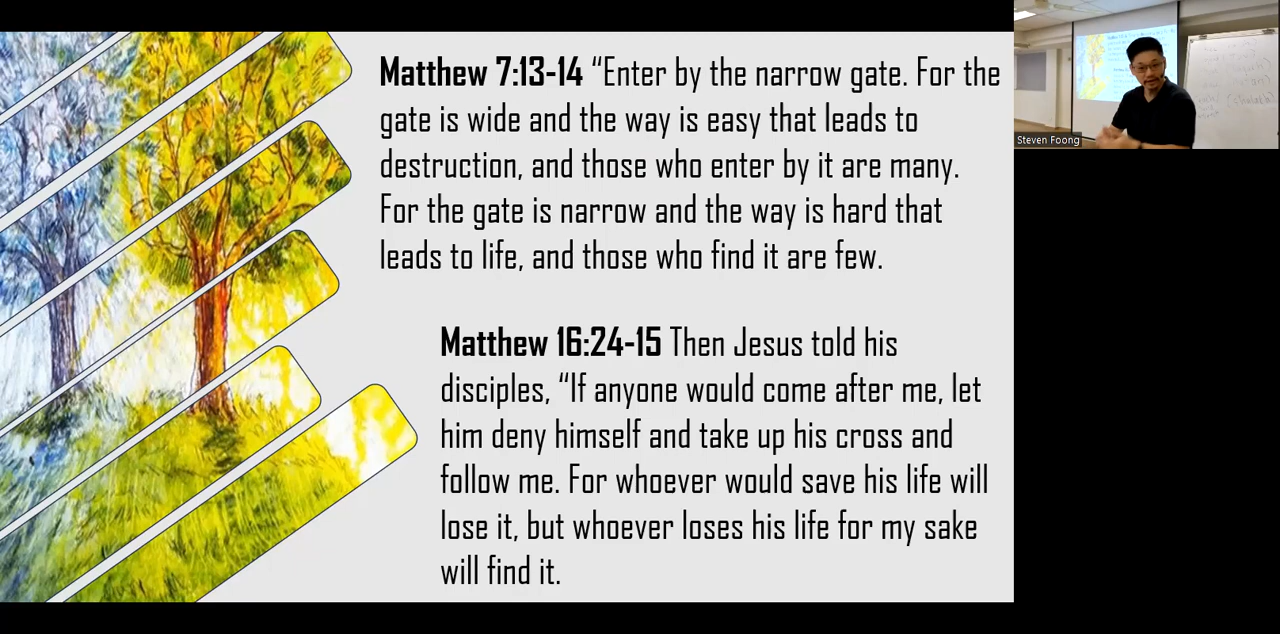 Matthew 7:13-14 “Enter by the narrow gate. For the
gate is wide and the way is easy that leads to
destruction, and those who enter by it are many.
For the gate is narrow and the way is hard that
leads to life, and those who find it are few.
Matthew 16:24-15 Then Jesus told his
disciples, “If anyone would come after me, let
him deny himself and take up his cross and
follow me. For whoever would save his life will
lose it, but whoever loses his life for my sake
will find it.
Steven Foong